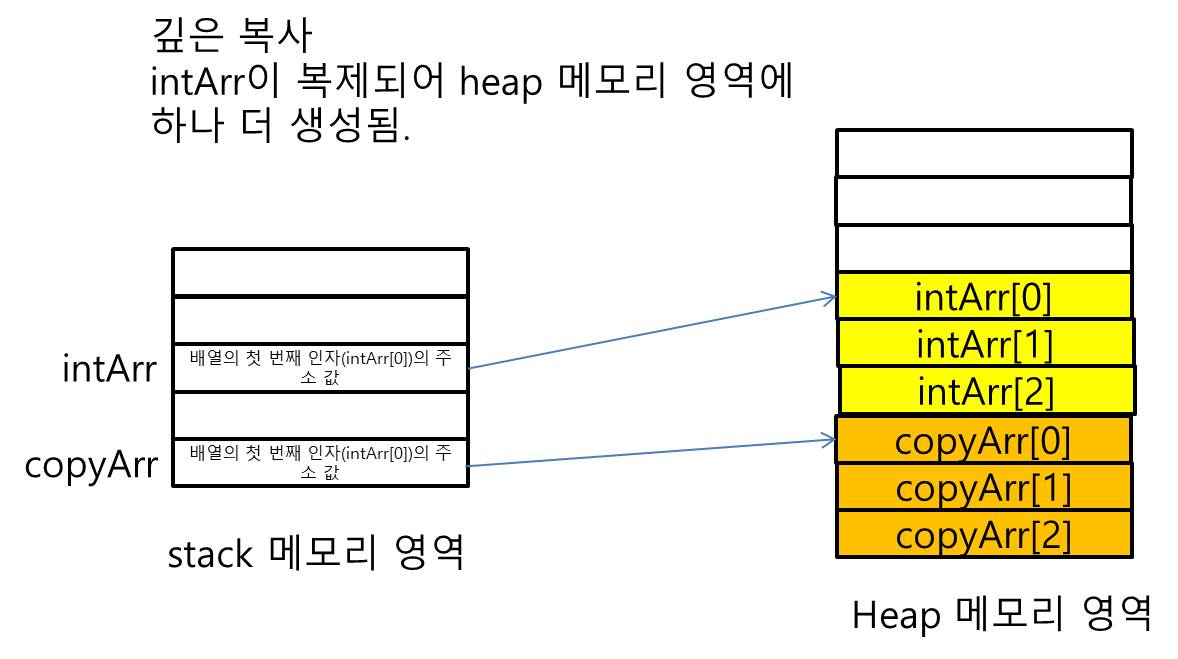 깊은 복사
intArr이 복제되어 heap 메모리 영역에
하나 더 생성됨.
intArr
배열의 첫 번째 인자(intArr[0])의 주
소 값
copyArr
배열의 첫 번째 인자(intArr[0])의 주
소 값
stack 메모리 영역
intArr[0]
intArr[1]
intArr[2]
copyArr[0]
copyArr[1]
copyArr[2]
Heap 메모리 영역